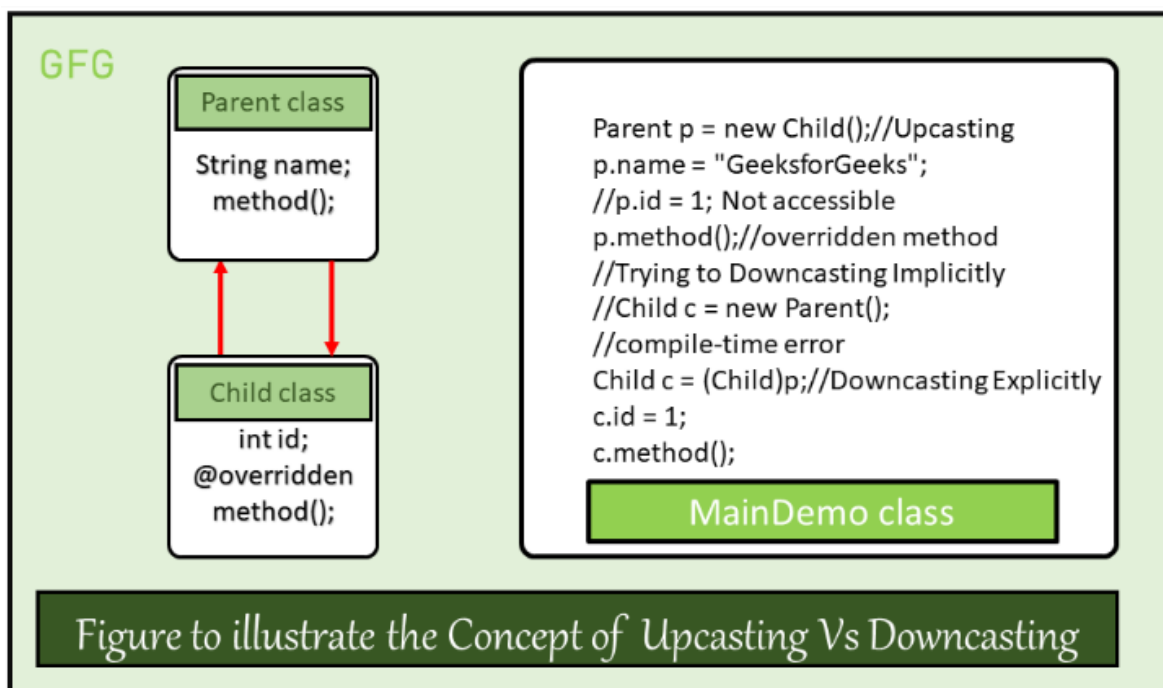 GFG
Parent class
String name;
method();
Child class
int id;
@overridden
method();
Parent p = new Child();//Upcasting
p.name = "GeeksforGeeks";
//p.id = 1; Not accessible
p.method();//overridden method
//Trying to Downcasting Implicitly
//Child c = new Parent();
//compile-time error
Child c = (Child)p;//Downcasting Explicitly
c.id = 1;
c.method();
MainDemo class
Figure to illustrate the Concept of Upcasting Vs Downcasting